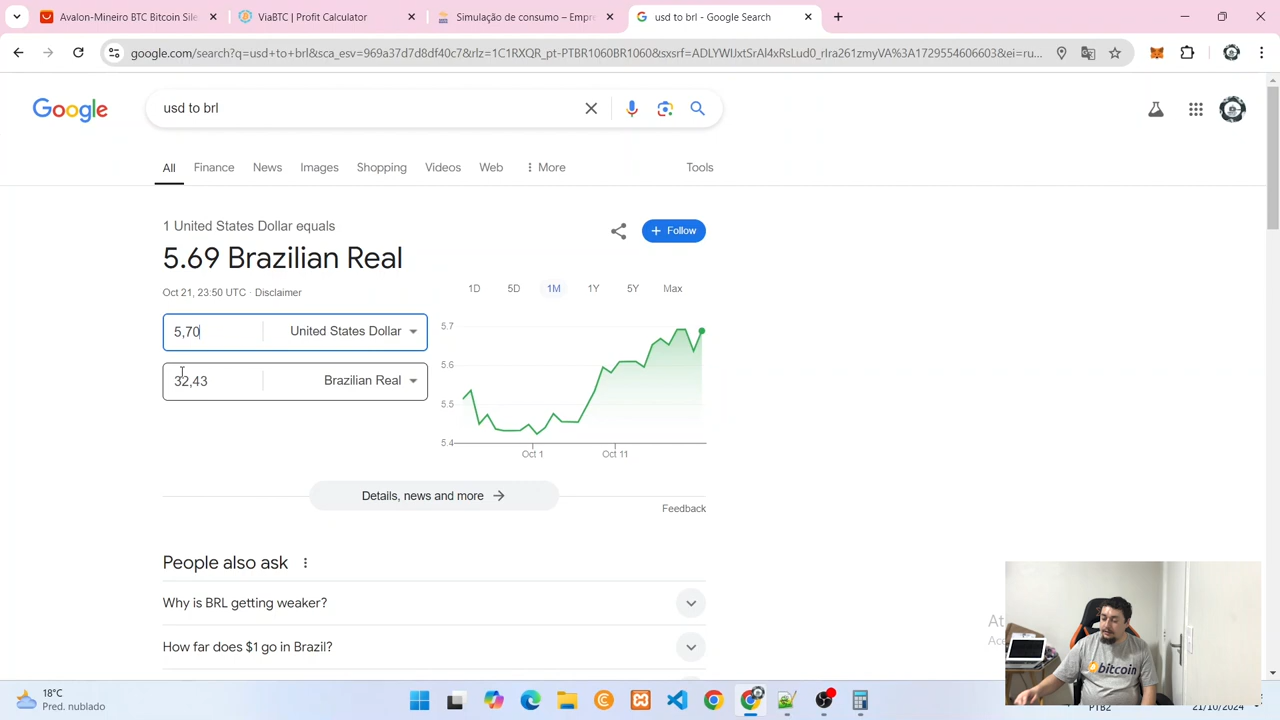 Avalon-Mineiro BTC Bitcoin Sile
ViaBTC | Profit Calculator
Simulação de consumo – Empre
usd to brl - Google Search
google.com/search?q=usd+to+brl&sca_esv=969a37d7d8df40c7&rlz=1C1RXQR_pt-PTBR1060BR1060&sxsrf=ADLYWIJxtSrAl4xRsLud0_rIra261zmyVA%3A1729554606603&ei=ru...
Google
usd to brl
All Finance News Images Shopping Videos Web More Tools
1 United States Dollar equals
5.69 Brazilian Real
Oct 21, 23:50 UTC · Disclaimer
+ Follow
1D 5D 1M 1Y 5Y Max
5,70 United States Dollar
32,43 Brazilian Real
5.7
5.6
5.5
5.4
Oct 1 Oct 11
Details, news and more
Feedback
People also ask
Why is BRL getting weaker?
How far does $1 go in Brazil?
bitcoin
18°C
Pred. nublado
PTB2
21/10/2024